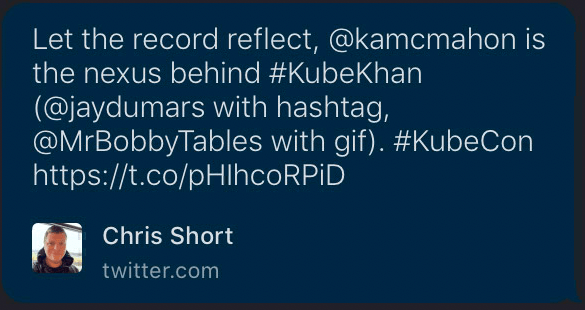 Let the record reflect, @kamcmahon is
the nexus behind #KubeKhan
(@jaydumars with hashtag,
@MrBobbyTables with gif). #KubeCon
https://t.co/pHIhcoRPiD
Chris Short
twitter.com